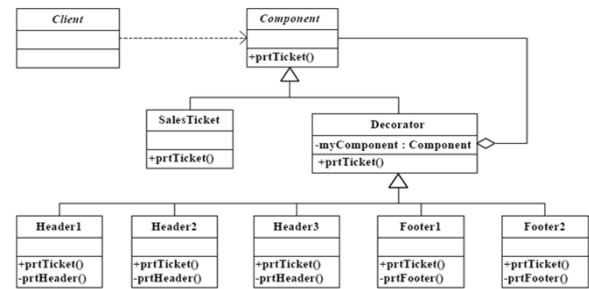 Client
Component
+prtTicket()
SalesTicket
+prtTicket()
Decorator
-myComponent : Component
+prtTicket()
Header1
+prtTicket()
-prtHeader()
Header2
+prtTicket()
-prtHeader()
Header3
+prtTicket()
-prtHeader()
Footer1
+prtTicket()
-prtFooter()
Footer2
+prtTicket()
-prtFooter()